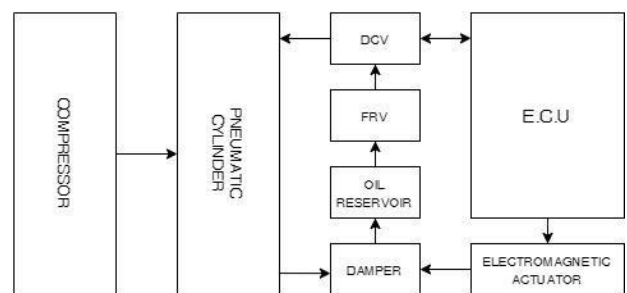 COMPRESSOR
PNEUMATIC
CYLINDER
DCV
FRV
OIL
RESERVOIR
DAMPER
E.C.U
ELECTROMAGNETIC
ACTUATOR